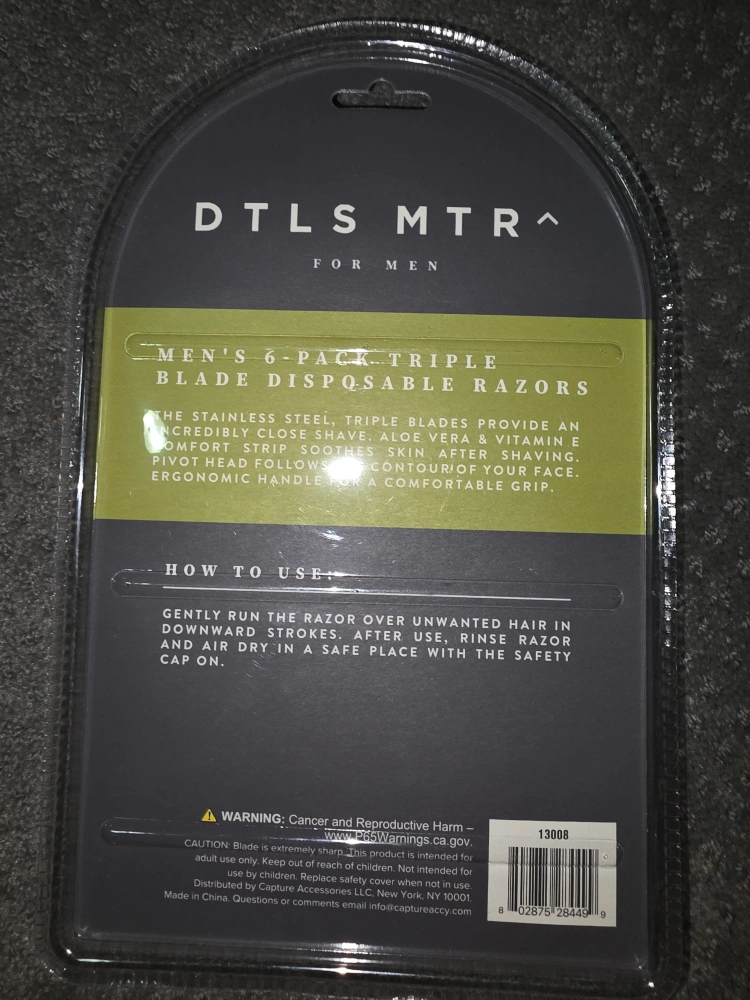 DTLS MTR^
FOR MEN
MEN'S 6-PACK TRIPLE
BLADE DISPOSABLE RAZORS
THE STAINLESS STEEL, TRIPLE BLADES PROVIDE AN
INCREDIBLY CLOSE SHAVE. ALOE VERA & VITAMIN E
COMFORT STRIP SOOTHES SKIN AFTER SHAVING.
PIVOT HEAD FOLLOWS CONTOUR OF YOUR FACE.
ERGONOMIC HANDLE FOR A COMFORTABLE GRIP.
HOW TO USE:
GENTLY RUN THE RAZOR OVER UNWANTED HAIR IN
DOWNWARD STROKES. AFTER USE, RINSE RAZOR
AND AIR DRY IN A SAFE PLACE WITH THE SAFETY
CAP ON.
⚠ WARNING: Cancer and Reproductive Harm –
www.P65Warnings.ca.gov.
CAUTION: Blade is extremely sharp. This product is intended for
adult use only. Keep out of reach of children. Not intended for
use by children. Replace safety cover when not in use.
Distributed by Capture Accessories LLC, New York, NY 10001.
Made in China. Questions or comments email info@captureaccy.com
13008
8 02875 28449 9